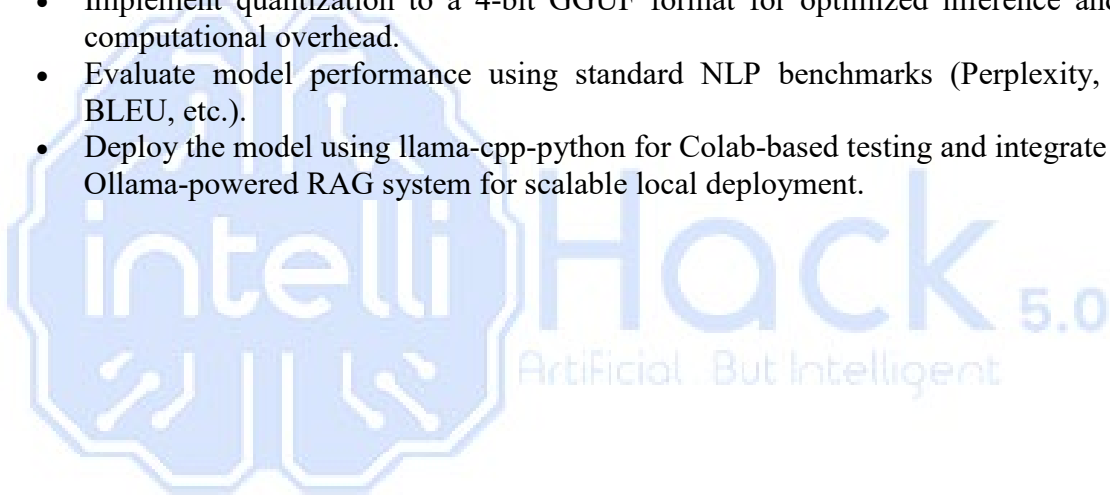 • Implement quantization to a 4-bit GGUF format for optimized inference and
computational overhead.
• Evaluate model performance using standard NLP benchmarks (Perplexity,
BLEU, etc.).
• Deploy the model using llama-cpp-python for Colab-based testing and integrate
Ollama-powered RAG system for scalable local deployment.
intelli Hack 5.0
Artificial But Intelligent